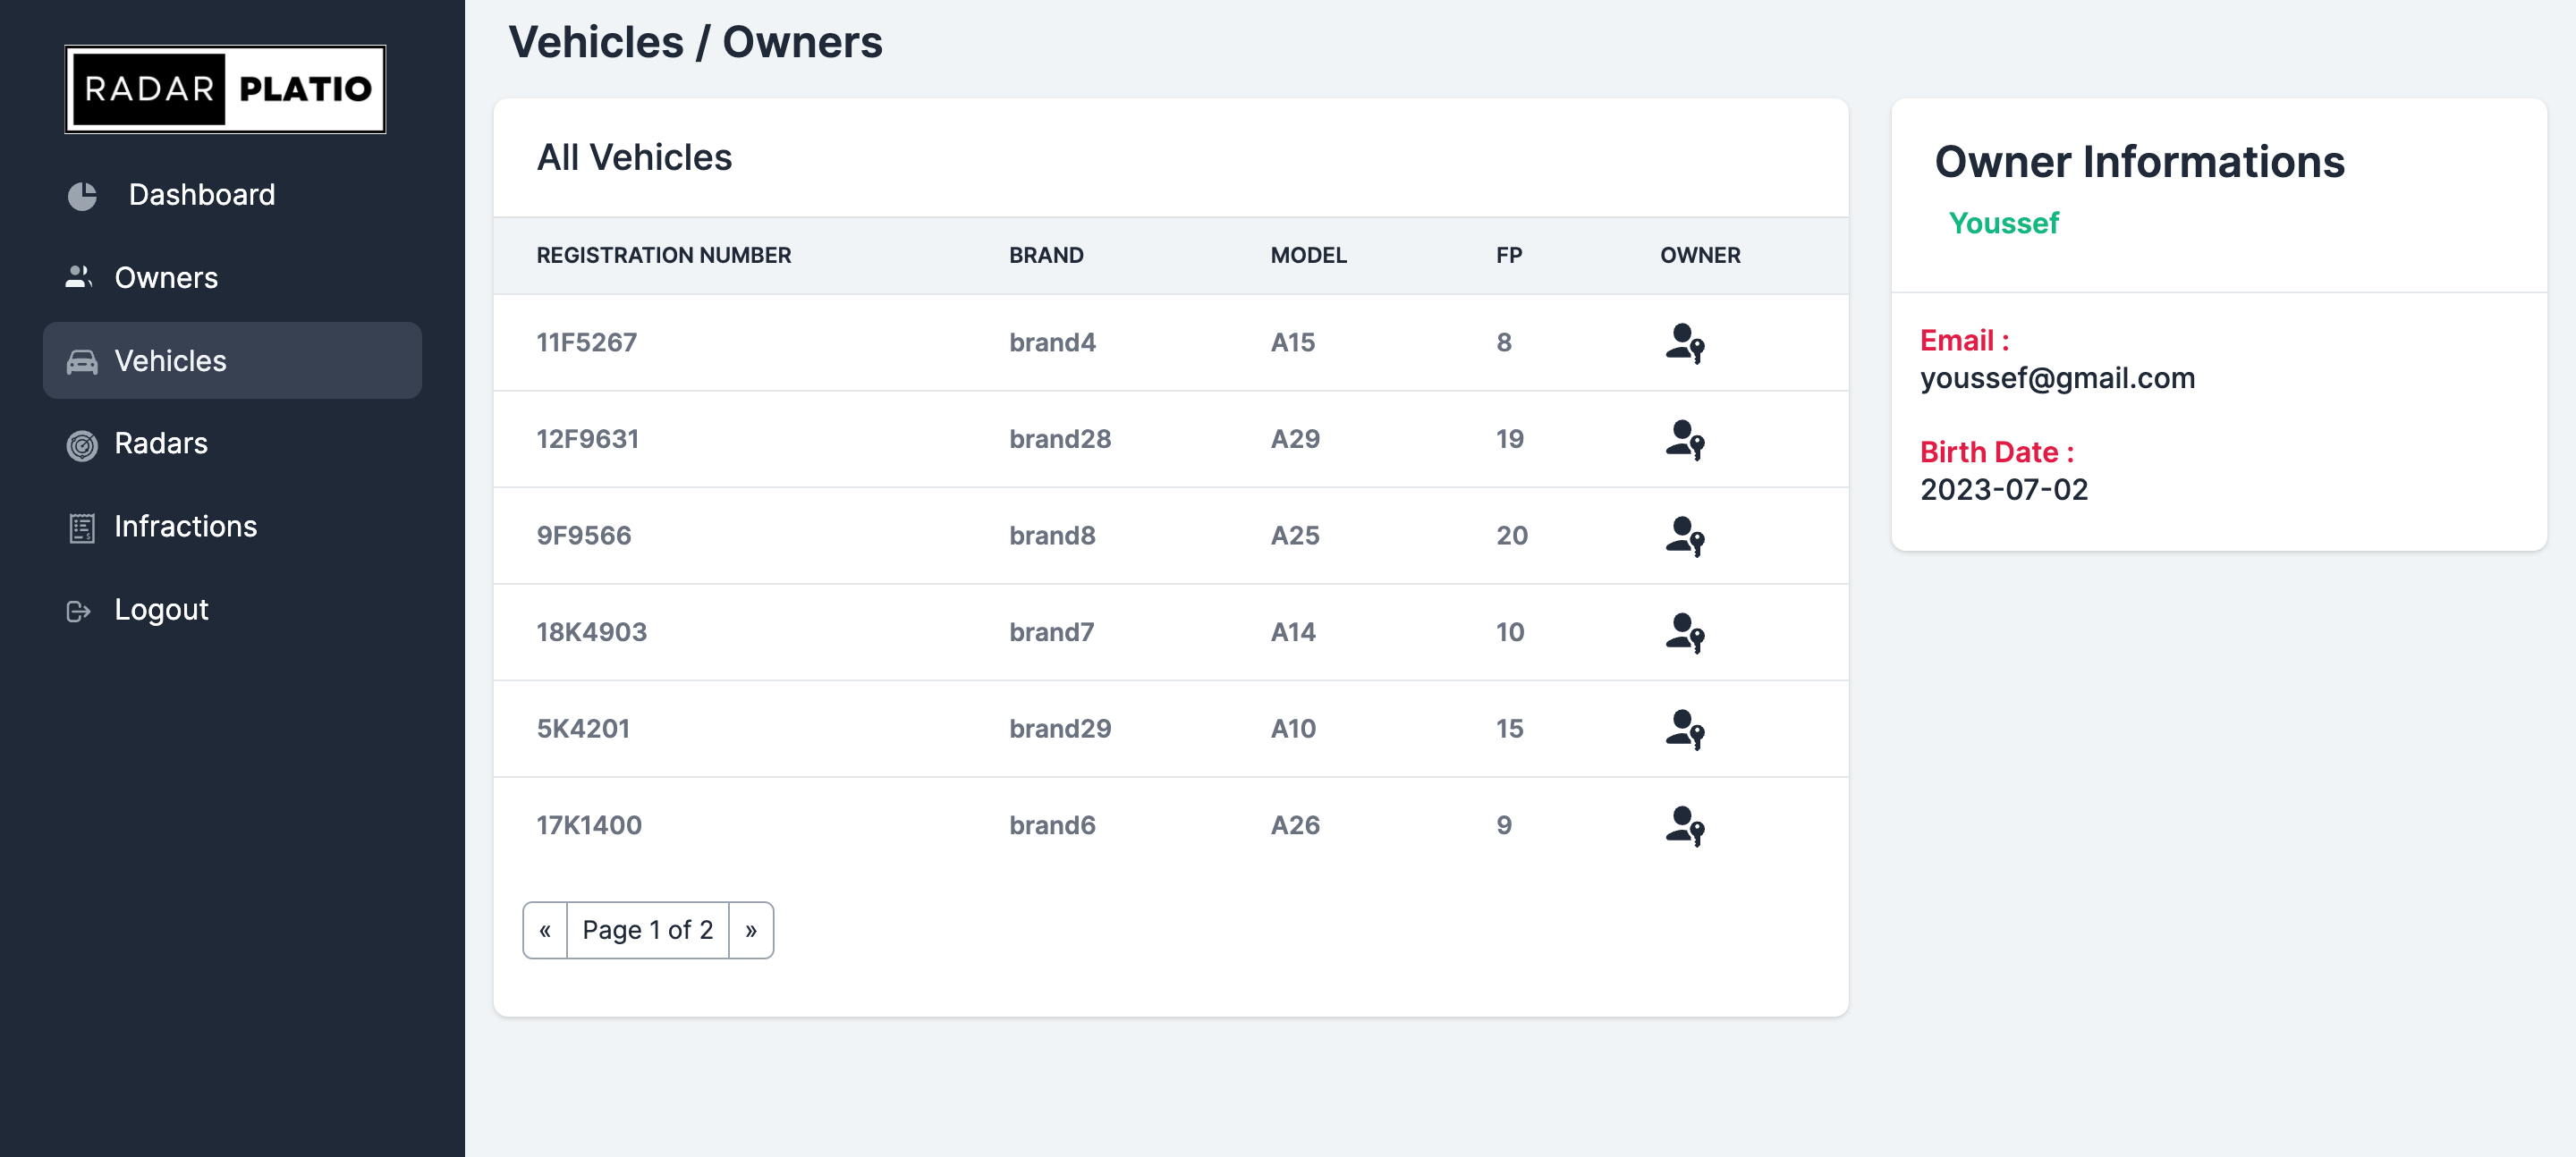 RADAR PLATIO
Dashboard
Owners
Vehicles
Radars
Infractions
Logout
Vehicles / Owners
All Vehicles
REGISTRATION NUMBER BRAND MODEL FP OWNER
11F5267 brand4 A15 8
12F9631 brand28 A29 19
9F9566 brand8 A25 20
18K4903 brand7 A14 10
5K4201 brand29 A10 15
17K1400 brand6 A26 9
« Page 1 of 2 »
Owner Informations
Youssef
Email :
youssef@gmail.com
Birth Date :
2023-07-02